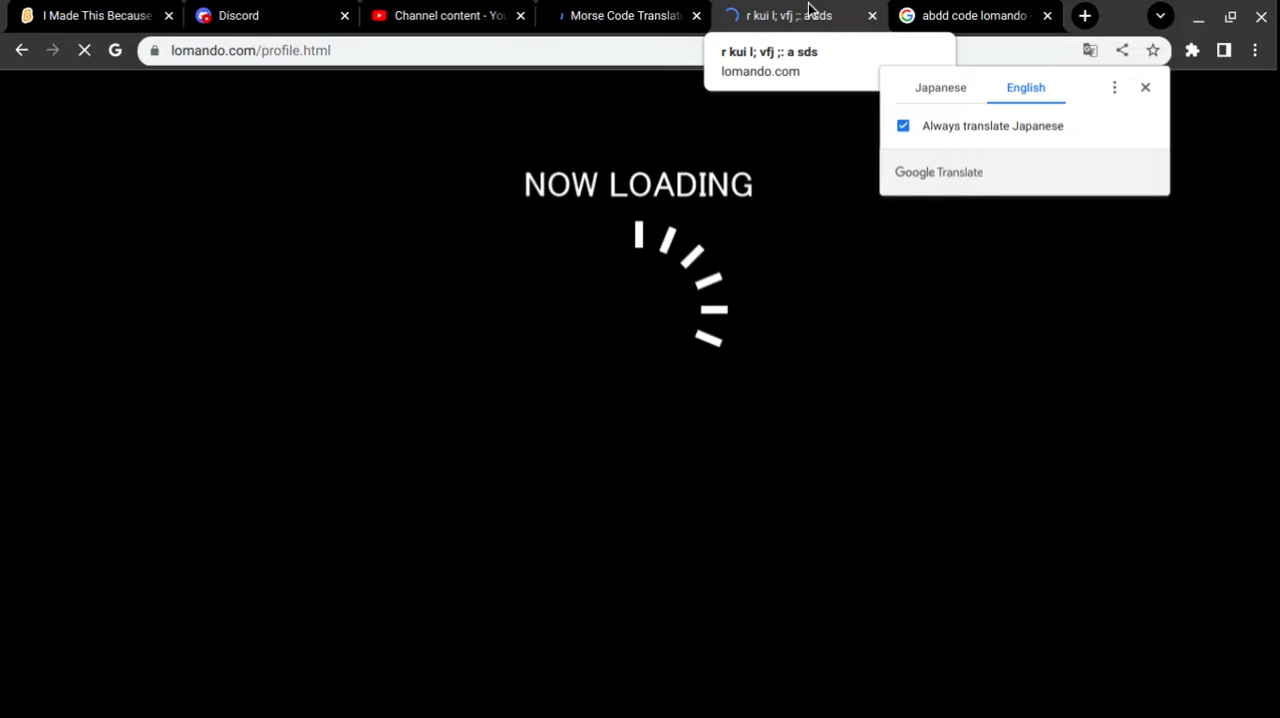 I Made This Because
Discord
Channel content - You
Morse Code Translat
r kui l; vfj ;: a sds
abdd code lomando
lomando.com/profile.html
r kui l; vfj ;: a sds
lomando.com
Japanese
English
Always translate Japanese
Google Translate
NOW LOADING